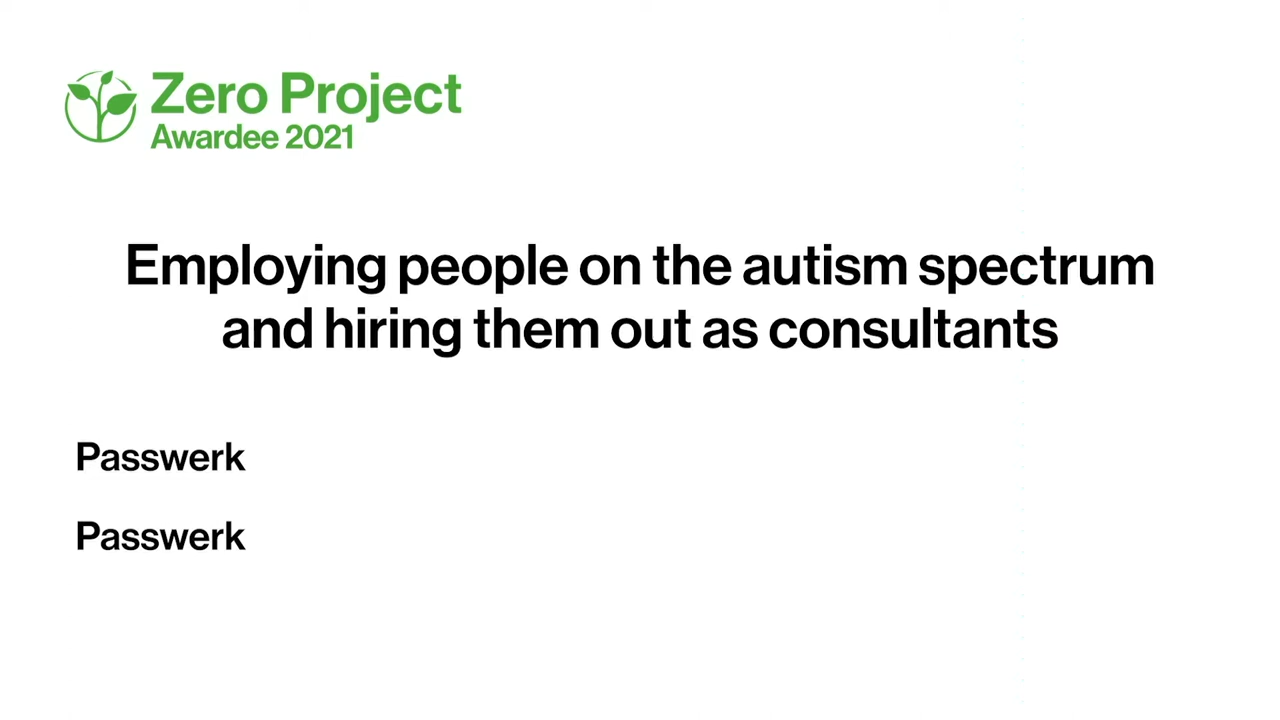 Zero Project
Awardee 2021
Employing people on the autism spectrum
and hiring them out as consultants
Passwerk
Passwerk